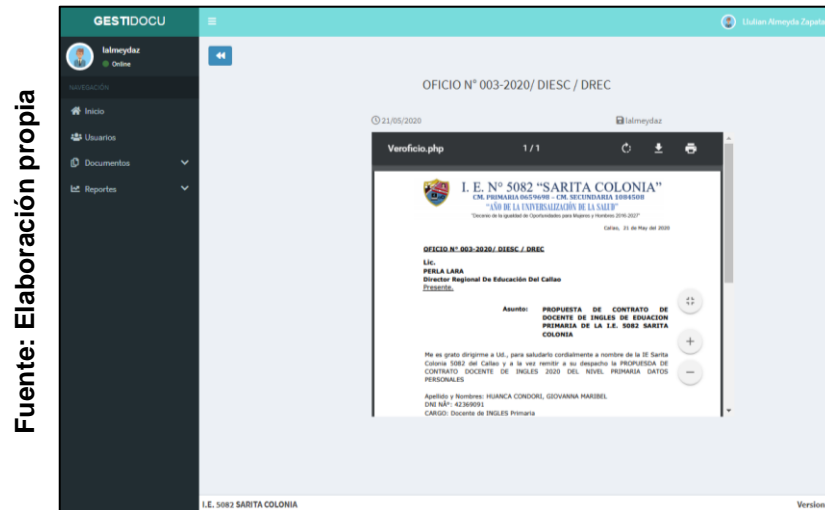 Fuente: Elaboración propia
GESTIDOCU
Llulian Almeyda Zapata
lalmeydaz
Online
NAVEGACIÓN
Inicio
Usuarios
Documentos
Reportes
OFICIO N° 003-2020/ DIESC / DREC
21/05/2020
lalmeydaz
Veroficio.php
1 / 1
I. E. N° 5082 “SARITA COLONIA”
CM. PRIMARIA 0659698 – CM. SECUNDARIA 1084508
“AÑO DE LA UNIVERSALIZACIÓN DE LA SALUD”
“Decenio de la igualdad de Oportunidades para Mujeres y Hombres 2018-2027”
Callao, 21 de May del 2020
OFICIO N° 003-2020/ DIESC / DREC
Lic.
PERLA LARA
Director Regional De Educación Del Callao
Presente.
Asunto: PROPUESTA DE CONTRATO DE
DOCENTE DE INGLES DE EDUACION
PRIMARIA DE LA I.E. 5082 SARITA
COLONIA
Me es grato dirigirme a Ud., para saludarlo cordialmente a nombre de la IE Sarita
Colonia 5082 del Callao y a la vez remitir a su despacho la PROPUESDA DE
CONTRATO DOCENTE DE INGLES 2020 DEL NIVEL PRIMARIA DATOS
PERSONALES
Apellido y Nombres: HUANCA CONDORI, GIOVANNA MARIBEL
DNI NÂ°: 42369091
CARGO: Docente de INGLES Primaria
I.E. 5082 SARITA COLONIA
Version